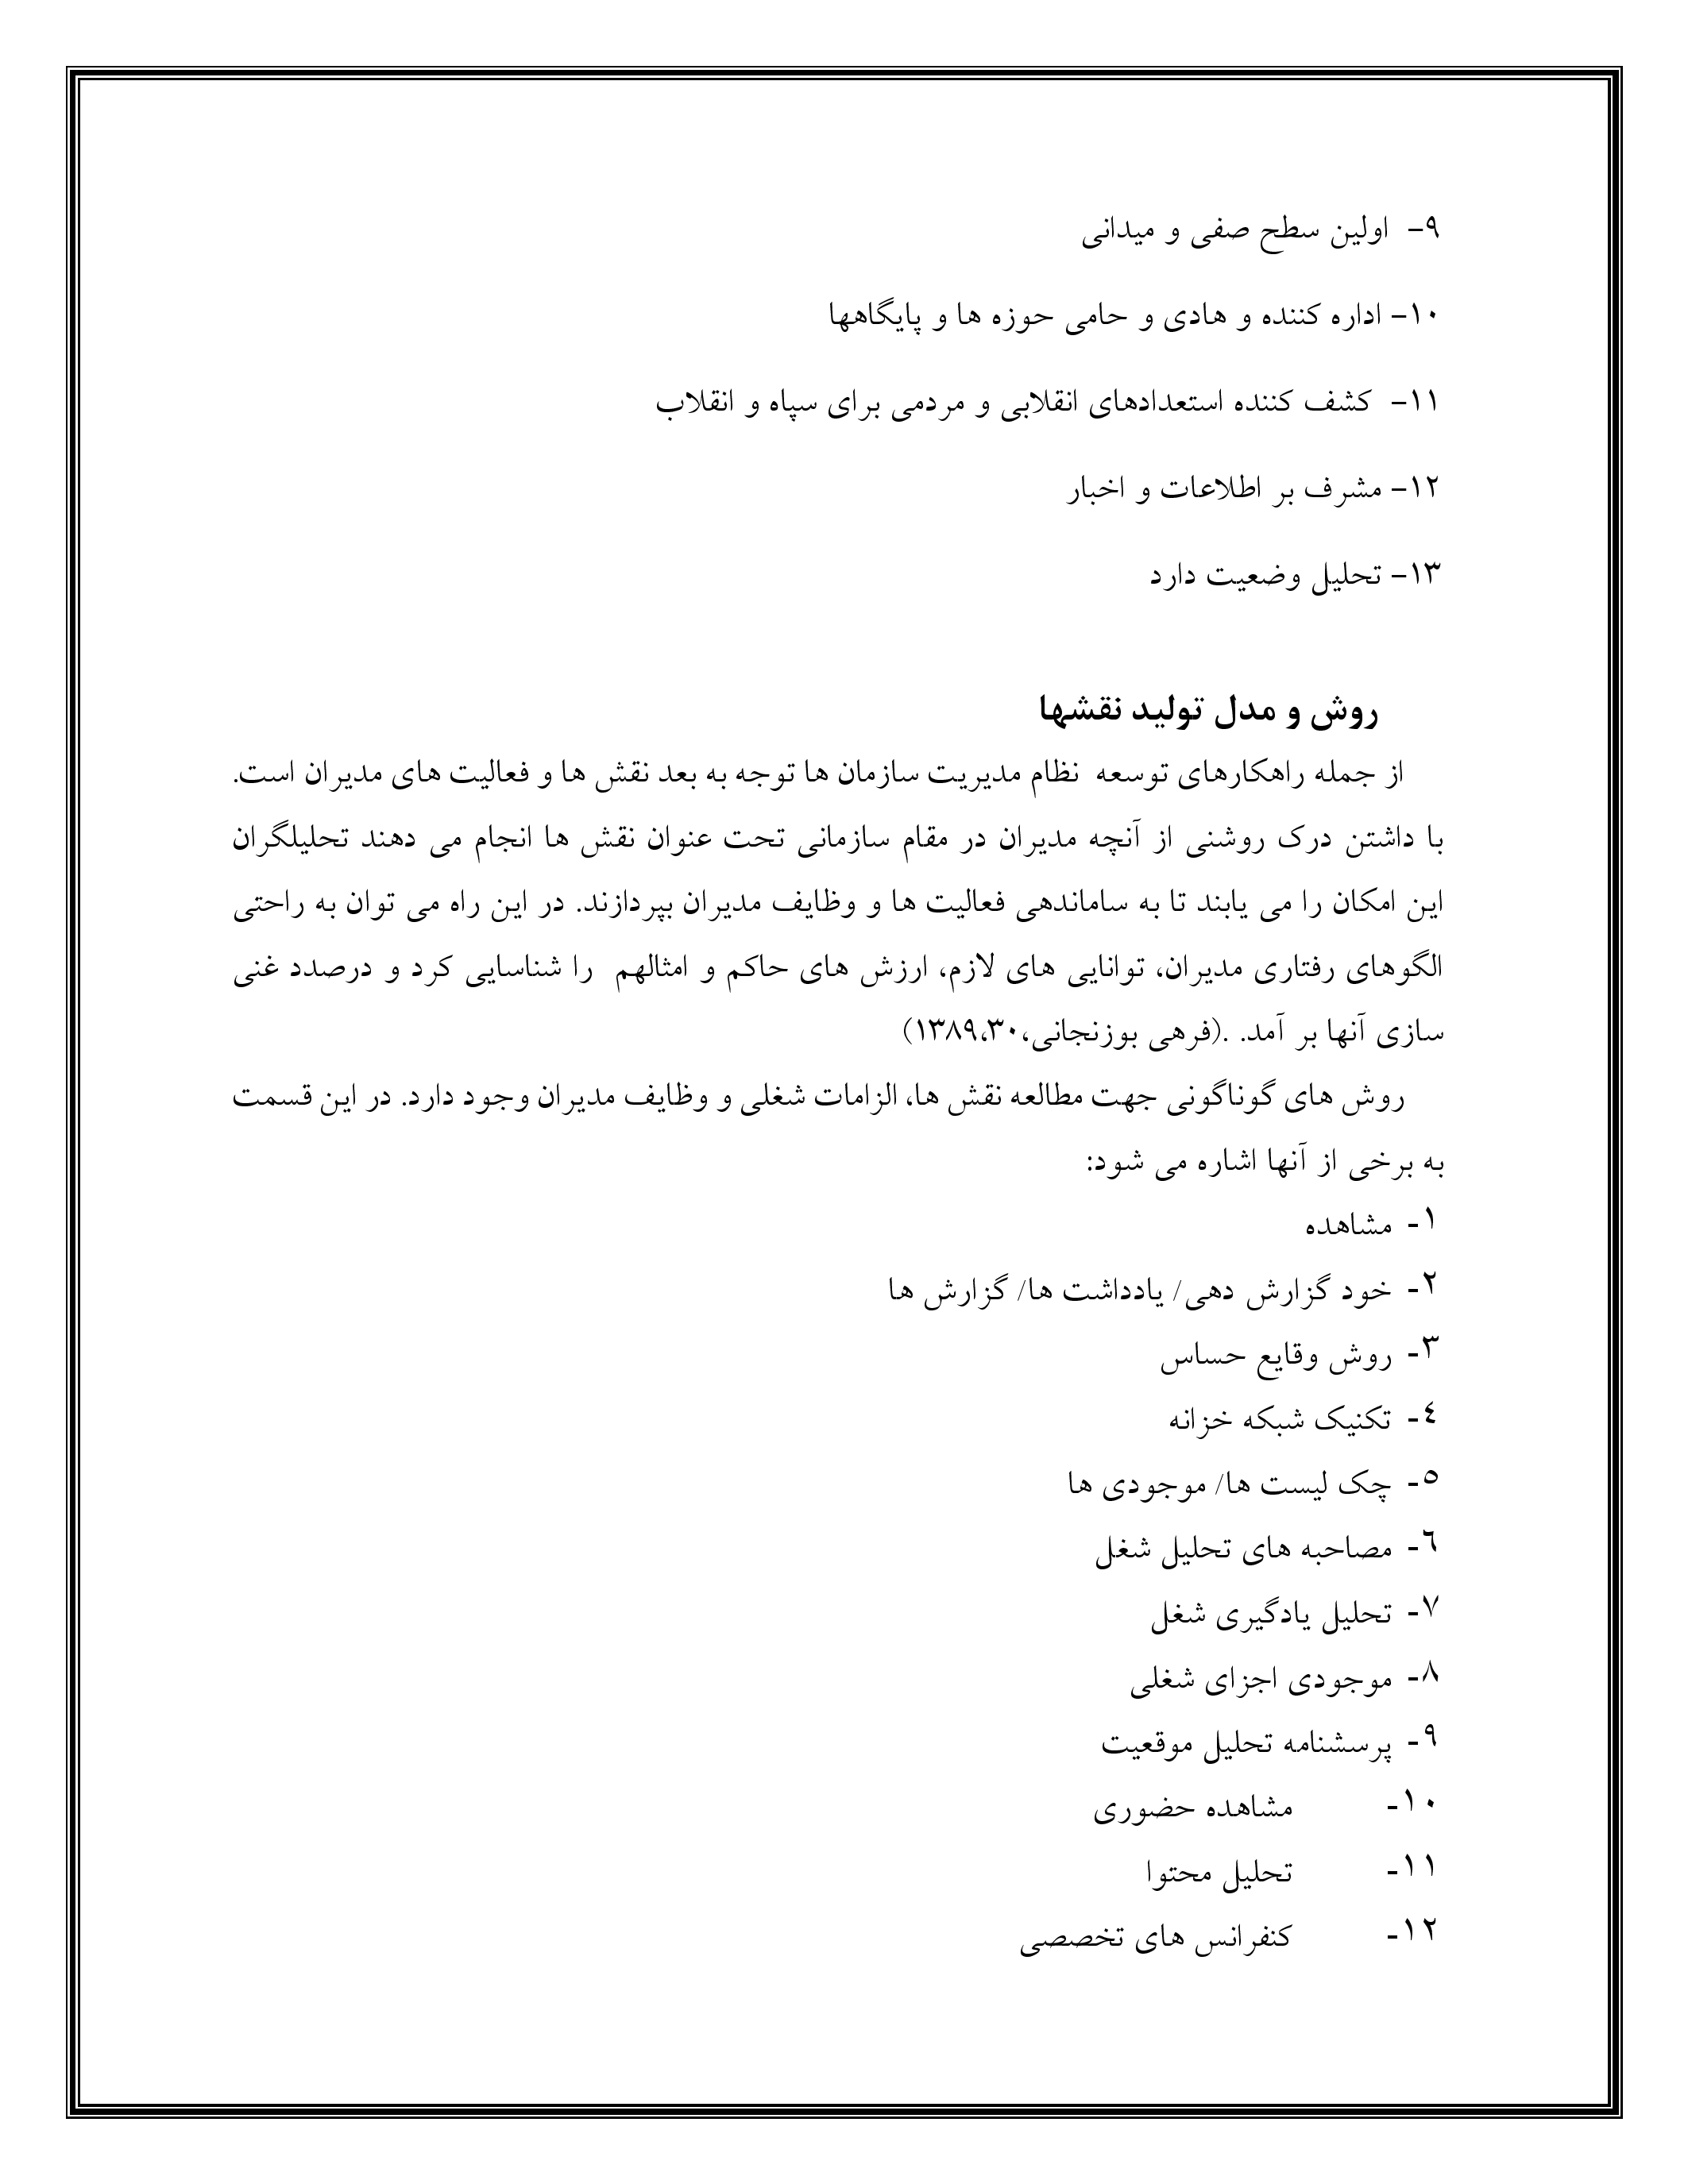 ۹- اولین سطح صفی و میدانی
۱۰- اداره کننده و هادی و حامی حوزه ها و پایگاهها
۱۱- کشف کننده استعدادهای انقلابی و مردمی برای سپاه و انقلاب
۱۲- مشرف بر اطلاعات و اخبار
۱۳- تحلیل وضعیت دارد
روش و مدل تولید نقشها
از جمله راهکارهای توسعه نظام مدیریت سازمان ها توجه به بعد نقش ها و فعالیت های مدیران است.
با داشتن درک روشنی از آنچه مدیران در مقام سازمانی تحت عنوان نقش ها انجام می دهند تحلیلگران
این امکان را می یابند تا به ساماندهی فعالیت ها و وظایف مدیران بپردازند. در این راه می توان به راحتی
الگوهای رفتاری مدیران، توانایی های لازم، ارزش های حاکم و امثالهم را شناسایی کرد و درصدد غنی
سازی آنها بر آمد. .(فرهی بوزنجانی،۱۳۸۹،۳۰)
روش های گوناگونی جهت مطالعه نقش ها، الزامات شغلی و وظایف مدیران وجود دارد. در این قسمت
به برخی از آنها اشاره می شود:
۱- مشاهده
۲- خود گزارش دهی/ یادداشت ها/ گزارش ها
۳- روش وقایع حساس
٤- تکنیک شبکه خزانه
٥- چک لیست ها/ موجودی ها
٦- مصاحبه های تحلیل شغل
۷- تحلیل یادگیری شغل
۸- موجودی اجزای شغلی
۹- پرسشنامه تحلیل موقعیت
۱۰- مشاهده حضوری
۱۱- تحلیل محتوا
۱۲- کنفرانس های تخصصی